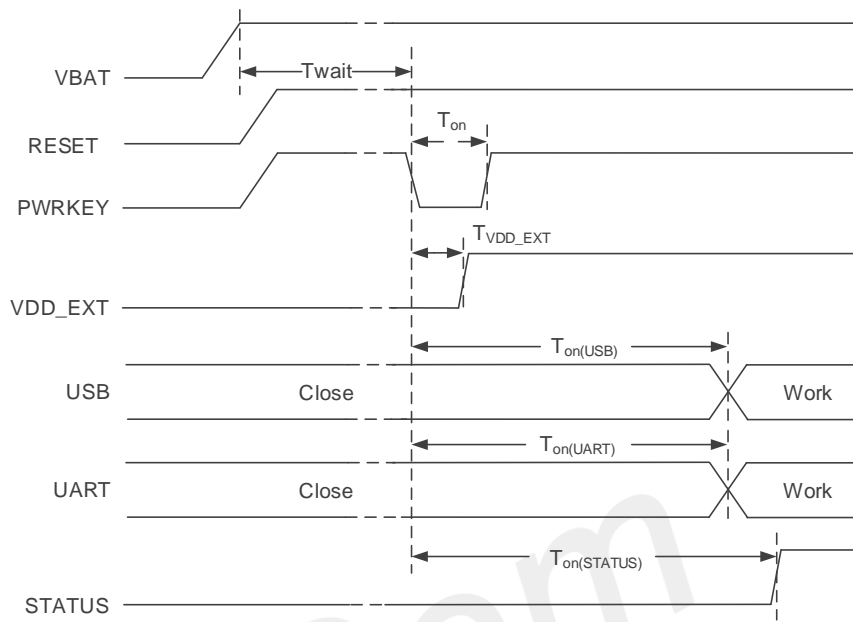 VBAT
Twait
RESET
Ton
PWRKEY
TVDD_EXT
VDD_EXT
Ton(USB)
USB
Close
Work
Ton(UART)
UART
Close
Work
Ton(STATUS)
STATUS